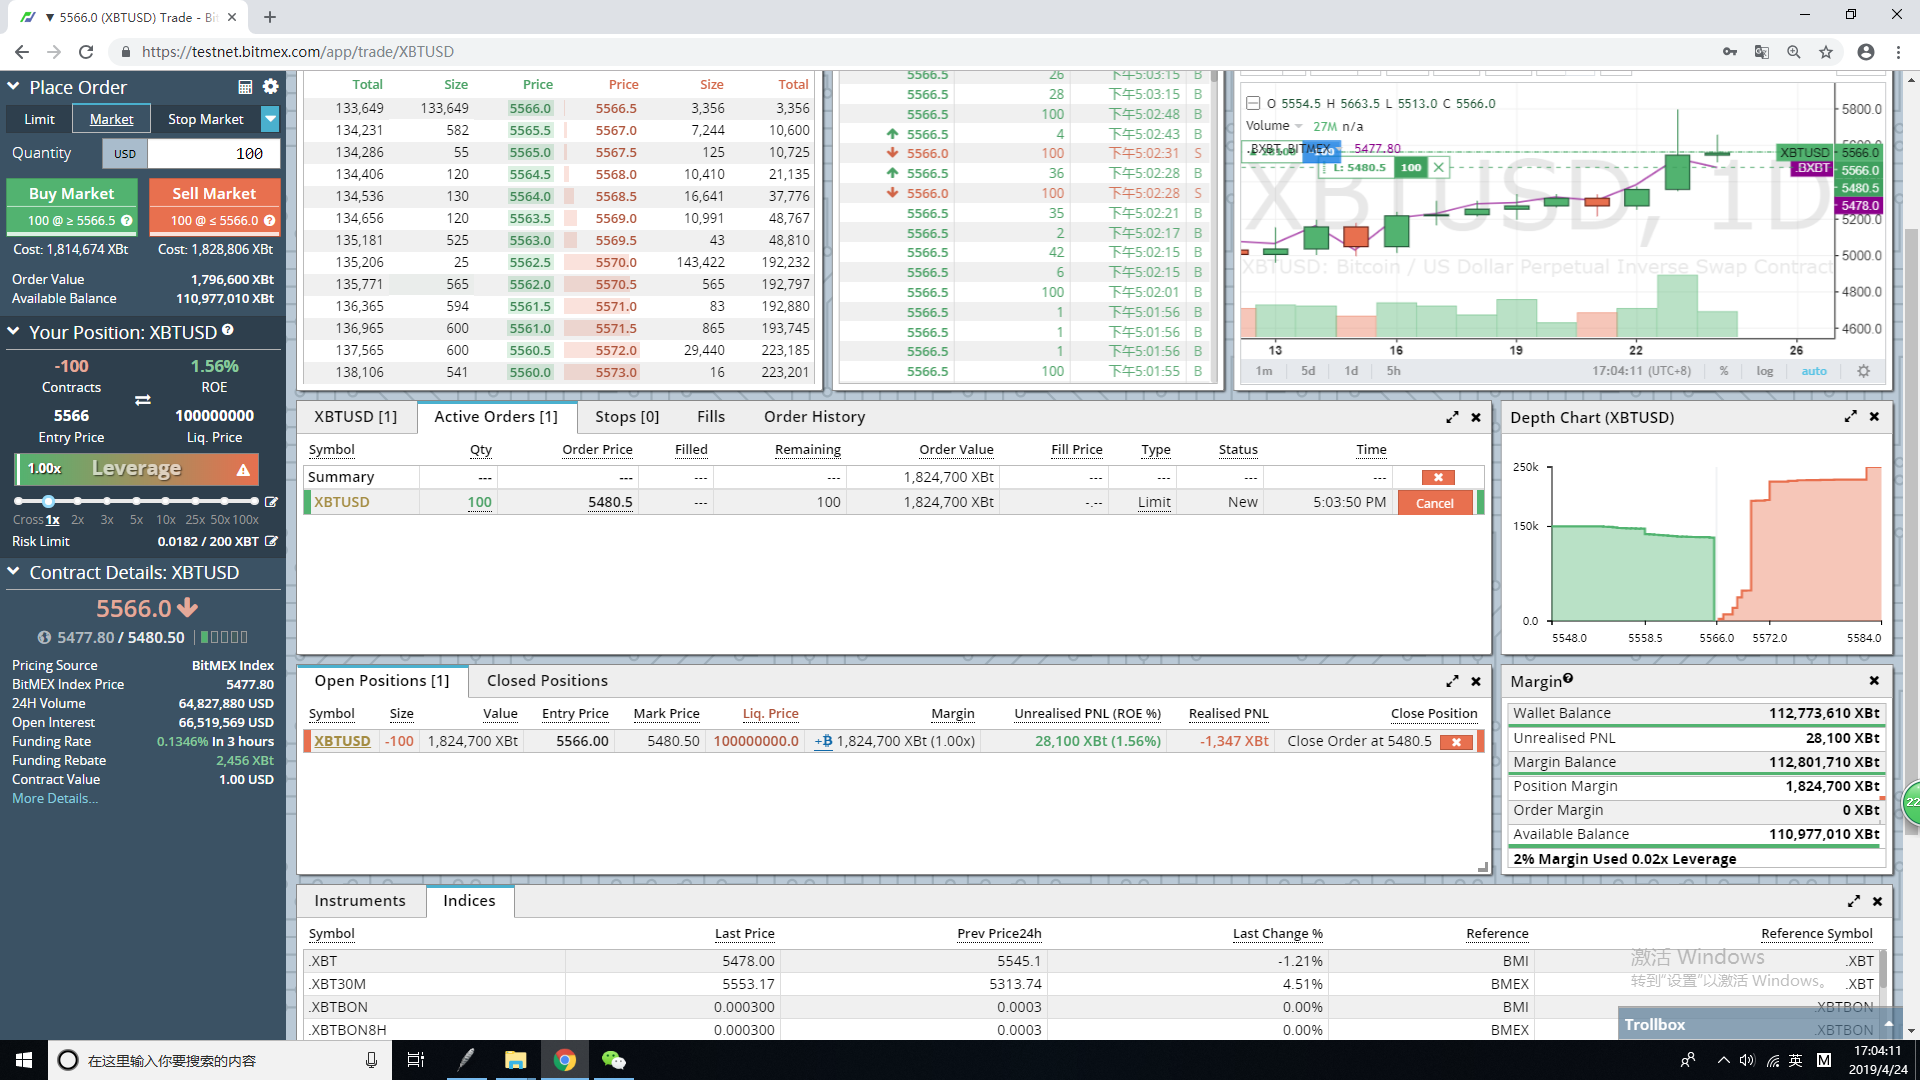 ▼ 5566.0 (XBTUSD) Trade - Bi
https://testnet.bitmex.com/app/trade/XBTUSD
Place Order
Limit Market Stop Market
Quantity USD 100
Buy Market Sell Market
100 @ ≥ 5566.5 100 @ ≤ 5566.0
Cost: 1,814,674 XBt Cost: 1,828,806 XBt
Order Value 1,796,600 XBt
Available Balance 110,977,010 XBt
Your Position: XBTUSD
-100 1.56%
Contracts ROE
5566 100000000
Entry Price Liq. Price
1.00x Leverage
Cross 1x 2x 3x 5x 10x 25x 50x 100x
Risk Limit 0.0182 / 200 XBT
Contract Details: XBTUSD
5566.0
5477.80 / 5480.50
Pricing Source BitMEX Index
BitMEX Index Price 5477.80
24H Volume 64,827,880 USD
Open Interest 66,519,569 USD
Funding Rate 0.1346% In 3 hours
Funding Rebate 2,456 XBt
Contract Value 1.00 USD
More Details...
Total Size Price Price Size Total
133,649 133,649 5566.0 5566.5 3,356 3,356
134,231 582 5565.5 5567.0 7,244 10,600
134,286 55 5565.0 5567.5 125 10,725
134,406 120 5564.5 5568.0 10,410 21,135
134,536 130 5564.0 5568.5 16,641 37,776
134,656 120 5563.5 5569.0 10,991 48,767
135,181 525 5563.0 5569.5 43 48,810
135,206 25 5562.5 5570.0 143,422 192,232
135,771 565 5562.0 5570.5 565 192,797
136,365 594 5561.5 5571.0 83 192,880
136,965 600 5561.0 5571.5 865 193,745
137,565 600 5560.5 5572.0 29,440 223,185
138,106 541 5560.0 5573.0 16 223,201
5566.5 26 下午5:03:15 B
5566.5 28 下午5:03:15 B
5566.5 100 下午5:02:48 B
5566.5 4 下午5:02:43 B
5566.0 100 下午5:02:31 S
5566.5 36 下午5:02:28 B
5566.0 100 下午5:02:28 S
5566.5 35 下午5:02:21 B
5566.5 2 下午5:02:17 B
5566.5 42 下午5:02:15 B
5566.5 6 下午5:02:15 B
5566.5 100 下午5:02:01 B
5566.5 1 下午5:01:56 B
5566.5 1 下午5:01:56 B
5566.5 1 下午5:01:56 B
5566.5 100 下午5:01:55 B
O 5554.5 H 5663.5 L 5513.0 C 5566.0
Volume 27M n/a
.BXBT, BITMEX 5477.80
L: 5480.5 100
XBTUSD, 1D
XBTUSD: Bitcoin / US Dollar Perpetual Inverse Swap Contract
5800.0
XBTUSD 5566.0
5566.0
.BXBT
5480.5
5478.0
5200.0
5000.0
4800.0
4600.0
13 16 19 22 26
1m 5d 1d 5h 17:04:11 (UTC+8) % log auto
XBTUSD [1] Active Orders [1] Stops [0] Fills Order History
Symbol Qty Order Price Filled Remaining Order Value Fill Price Type Status Time
Summary --- --- --- --- 1,824,700 XBt --- --- --- ---
XBTUSD 100 5480.5 --- 100 1,824,700 XBt -.-- Limit New 5:03:50 PM Cancel
Depth Chart (XBTUSD)
250k
150k
0.0
5548.0 5558.5 5566.0 5572.0 5584.0
Open Positions [1] Closed Positions
Symbol Size Value Entry Price Mark Price Liq. Price Margin Unrealised PNL (ROE %) Realised PNL Close Position
XBTUSD -100 1,824,700 XBt 5566.00 5480.50 100000000.0 +₿ 1,824,700 XBt (1.00x) 28,100 XBt (1.56%) -1,347 XBt Close Order at 5480.5
Margin
Wallet Balance 112,773,610 XBt
Unrealised PNL 28,100 XBt
Margin Balance 112,801,710 XBt
Position Margin 1,824,700 XBt
Order Margin 0 XBt
Available Balance 110,977,010 XBt
2% Margin Used 0.02x Leverage
22
Instruments Indices
Symbol Last Price Prev Price24h Last Change % Reference Reference Symbol
.XBT 5478.00 5545.1 -1.21% BMI .XBT
.XBT30M 5553.17 5313.74 4.51% BMEX .XBT
.XBTBON 0.000300 0.0003 0.00% BMI .XBTBON
.XBTBON8H 0.000300 0.0003 0.00% BMEX .XBTBON
激活 Windows
转到"设置"以激活 Windows。
Trollbox
在这里输入你要搜索的内容
英 M
17:04:11
2019/4/24